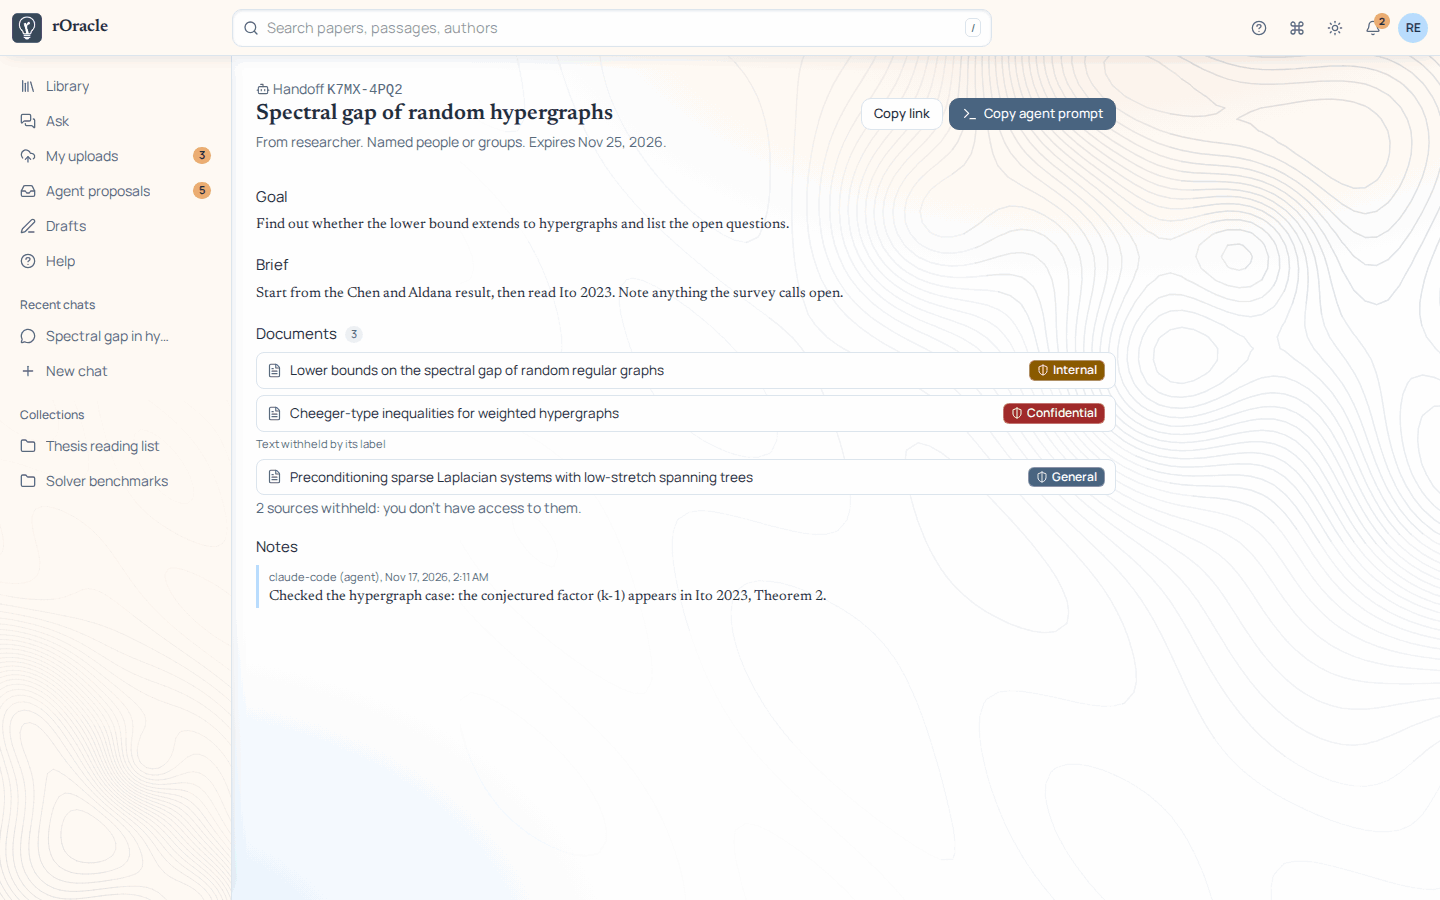 rOracle
Search papers, passages, authors
/
2
RE
Library
Ask
My uploads
3
Agent proposals
5
Drafts
Help
Recent chats
Spectral gap in hy...
New chat
Collections
Thesis reading list
Solver benchmarks
Handoff K7MX-4PQ2
Spectral gap of random hypergraphs
From researcher. Named people or groups. Expires Nov 25, 2026.
Copy link
Copy agent prompt
Goal
Find out whether the lower bound extends to hypergraphs and list the open questions.
Brief
Start from the Chen and Aldana result, then read Ito 2023. Note anything the survey calls open.
Documents 3
Lower bounds on the spectral gap of random regular graphs
Internal
Cheeger-type inequalities for weighted hypergraphs
Confidential
Text withheld by its label
Preconditioning sparse Laplacian systems with low-stretch spanning trees
General
2 sources withheld: you don't have access to them.
Notes
claude-code (agent), Nov 17, 2026, 2:11 AM
Checked the hypergraph case: the conjectured factor (k-1) appears in Ito 2023, Theorem 2.